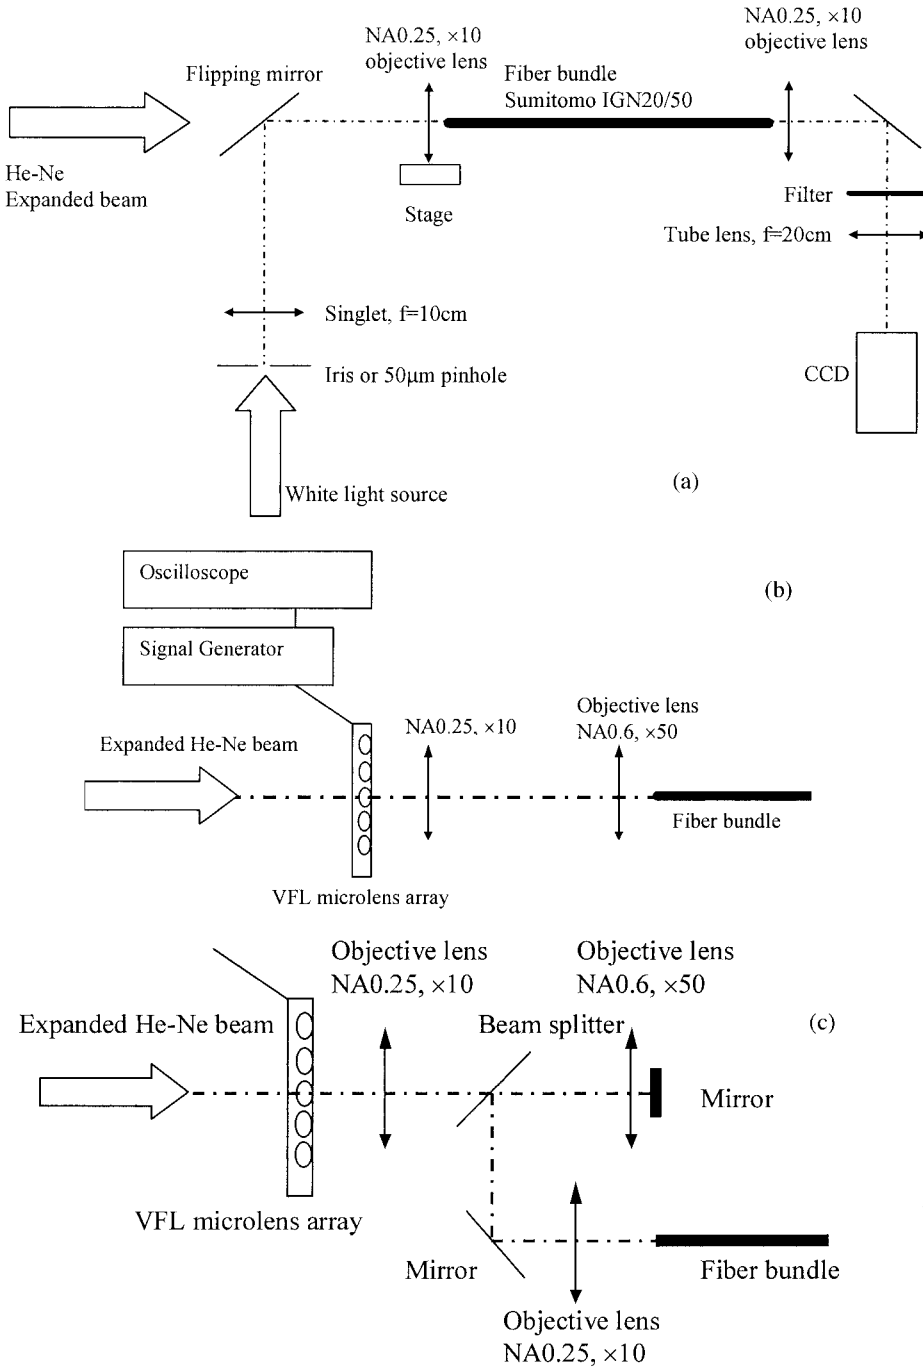 NA0.25, ×10
objective lens
NA0.25, ×10
objective lens
Flipping mirror
Fiber bundle
Sumitomo IGN20/50
He-Ne
Expanded beam
Stage
Filter
Tube lens, f=20cm
Singlet, f=10cm
Iris or 50μm pinhole
CCD
White light source
(a)
Oscilloscope
(b)
Signal Generator
Objective lens
NA0.6, ×50
NA0.25, ×10
Expanded He-Ne beam
Fiber bundle
VFL microlens array
Objective lens
NA0.25, ×10
Objective lens
NA0.6, ×50
Expanded He-Ne beam
Beam splitter
(c)
Mirror
VFL microlens array
Mirror
Fiber bundle
Objective lens
NA0.25, ×10